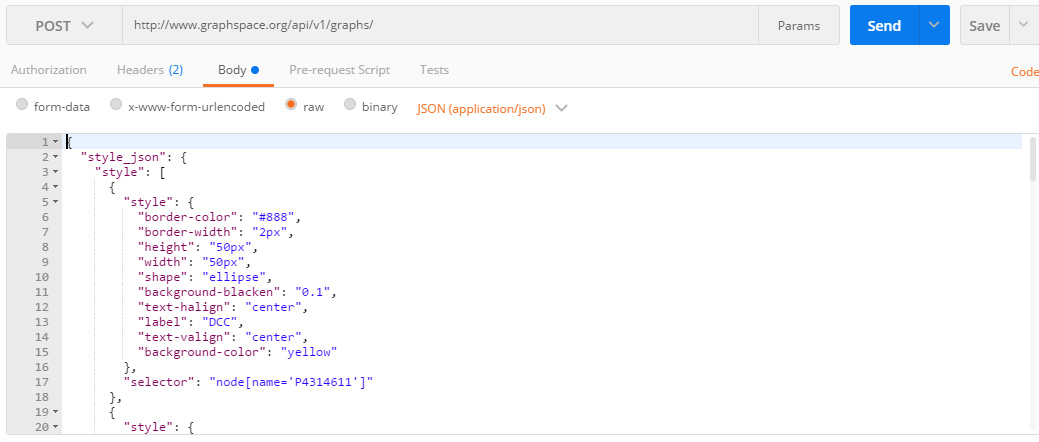 POST http://www.graphspace.org/api/v1/graphs/ Params Send Save
Authorization Headers (2) Body Pre-request Script Tests Code
form-data x-www-form-urlencoded raw binary JSON (application/json)
1 {
2 "style_json": {
3 "style": [
4 {
5 "style": {
6 "border-color": "#888",
7 "border-width": "2px",
8 "height": "50px",
9 "width": "50px",
10 "shape": "ellipse",
11 "background-blacken": "0.1",
12 "text-halign": "center",
13 "label": "DCC",
14 "text-valign": "center",
15 "background-color": "yellow"
16 },
17 "selector": "node[name='P4314611']"
18 },
19 {
20 "style": {